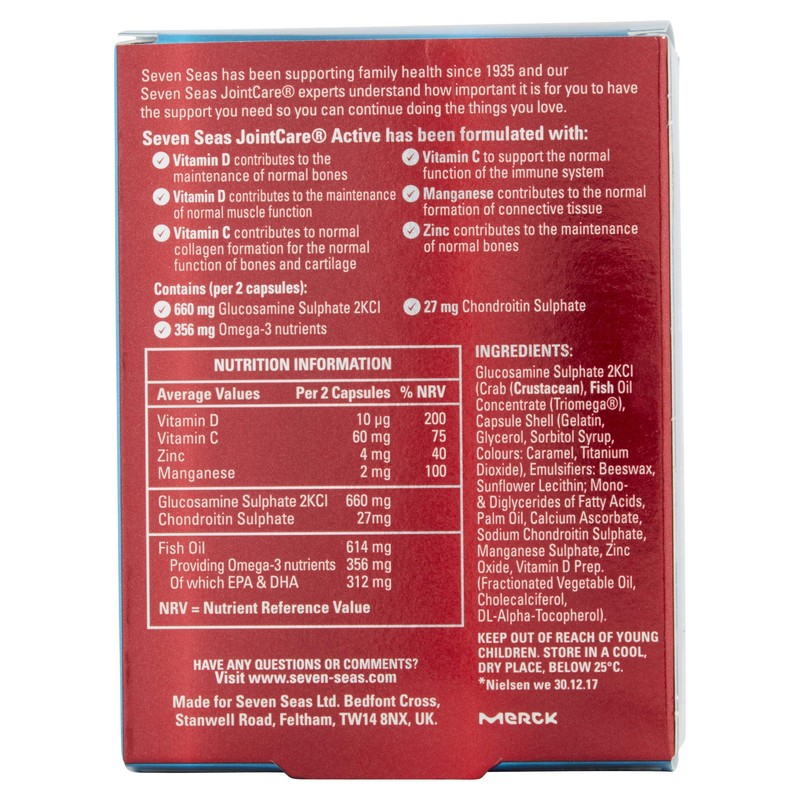 Seven Seas has been supporting family health since 1935 and our
Seven Seas JointCare® experts understand how important it is for you to have
the support you need so you can continue doing the things you love.
Seven Seas JointCare® Active has been formulated with:
Vitamin D contributes to the
maintenance of normal bones
Vitamin D contributes to the maintenance
of normal muscle function
Vitamin C contributes to normal
collagen formation for the normal
function of bones and cartilage
Vitamin C to support the normal
function of the immune system
Manganese contributes to the normal
formation of connective tissue
Zinc contributes to the maintenance
of normal bones
Contains (per 2 capsules):
660 mg Glucosamine Sulphate 2KCl
27 mg Chondroitin Sulphate
356 mg Omega-3 nutrients
NUTRITION INFORMATION
Average Values Per 2 Capsules % NRV
Vitamin D 10 µg 200
Vitamin C 60 mg 75
Zinc 4 mg 40
Manganese 2 mg 100
Glucosamine Sulphate 2KCl 660 mg
Chondroitin Sulphate 27mg
Fish Oil 614 mg
Providing Omega-3 nutrients 356 mg
Of which EPA & DHA 312 mg
NRV = Nutrient Reference Value
INGREDIENTS:
Glucosamine Sulphate 2KCl
(Crab (Crustacean), Fish Oil
Concentrate (Triomega®),
Capsule Shell (Gelatin,
Glycerol, Sorbitol Syrup,
Colours: Caramel, Titanium
Dioxide), Emulsifiers: Beeswax,
Sunflower Lecithin; Mono-
& Diglycerides of Fatty Acids,
Palm Oil, Calcium Ascorbate,
Sodium Chondroitin Sulphate,
Manganese Sulphate, Zinc
Oxide, Vitamin D Prep.
(Fractionated Vegetable Oil,
Cholecalciferol,
DL-Alpha-Tocopherol).
KEEP OUT OF REACH OF YOUNG
CHILDREN. STORE IN A COOL,
DRY PLACE, BELOW 25°C.
*Nielsen we 30.12.17
HAVE ANY QUESTIONS OR COMMENTS?
Visit www.seven-seas.com
Made for Seven Seas Ltd. Bedfont Cross,
Stanwell Road, Feltham, TW14 8NX, UK.
MERCK